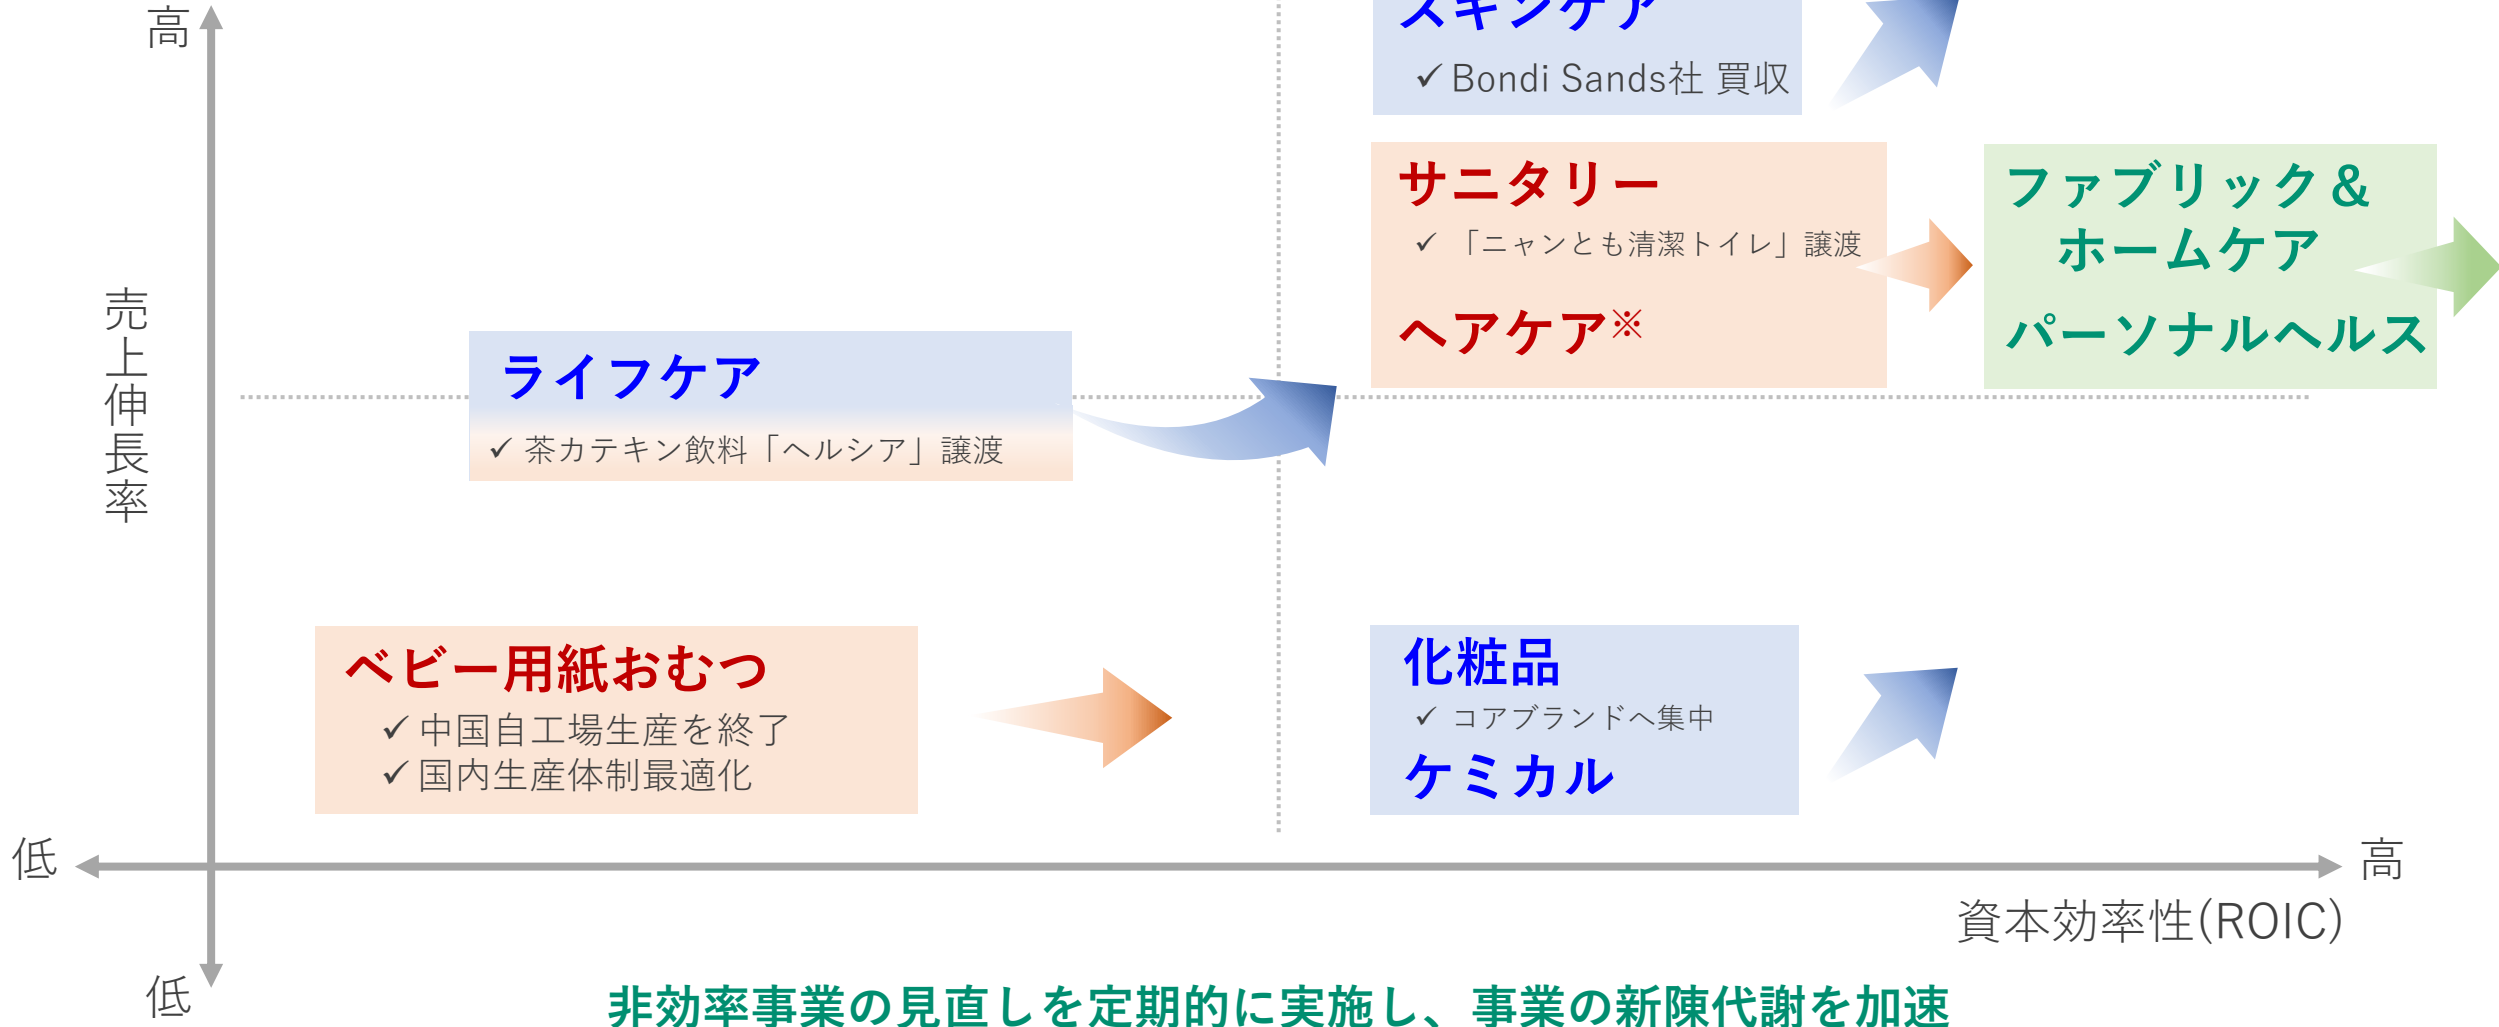 高
スキンケア
✓ Bondi Sands社 買収
サニタリー
✓ 「ニャンとも清潔トイレ」譲渡
ヘアケア※
ファブリック&
ホームケア
パーソナルヘルス
売上伸長率
ライフケア
✓ 茶カテキン飲料「ヘルシア」譲渡
ベビー用紙おむつ
✓ 中国自工場生産を終了
✓ 国内生産体制最適化
化粧品
✓ コアブランドへ集中
ケミカル
低
高
資本効率性(ROIC)
低
非効率事業の見直しを定期的に実施し、事業の新陳代謝を加速